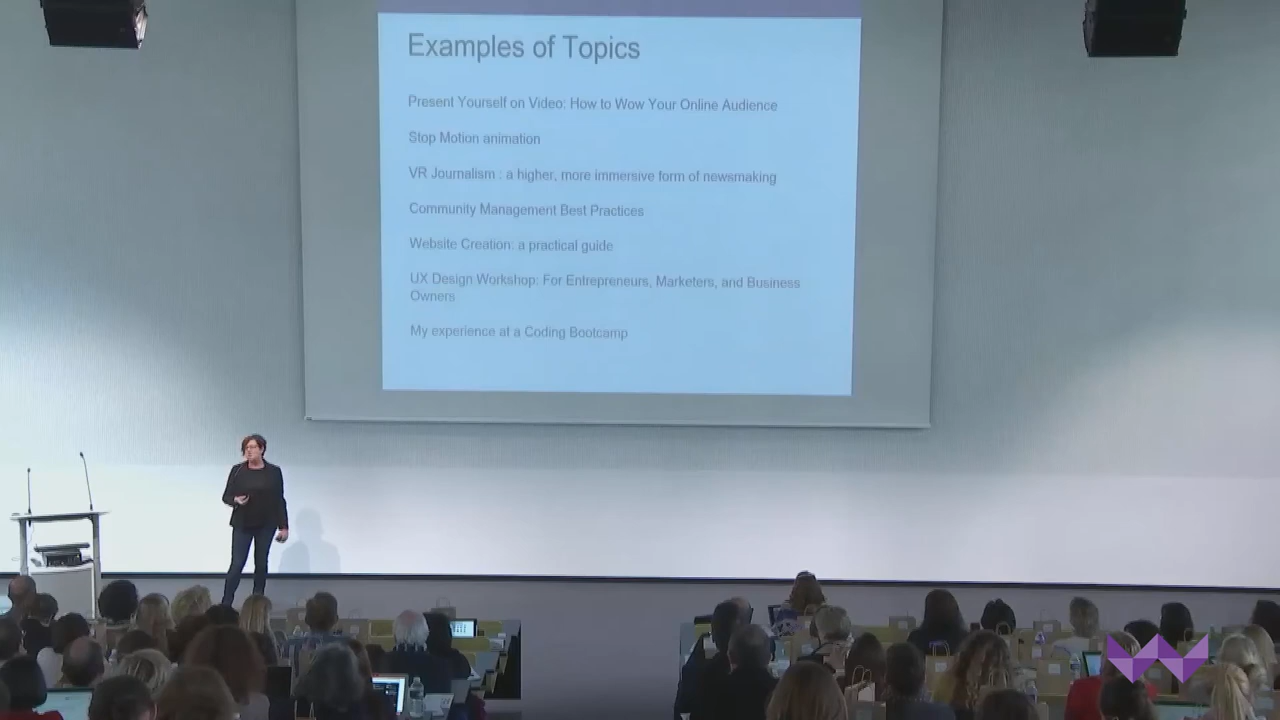 Examples of Topics
Present Yourself on Video: How to Wow Your Online Audience
Stop Motion animation
VR Journalism : a higher, more immersive form of newsmaking
Community Management Best Practices
Website Creation: a practical guide
UX Design Workshop: For Entrepreneurs, Marketers, and Business
Owners
My experience at a Coding Bootcamp